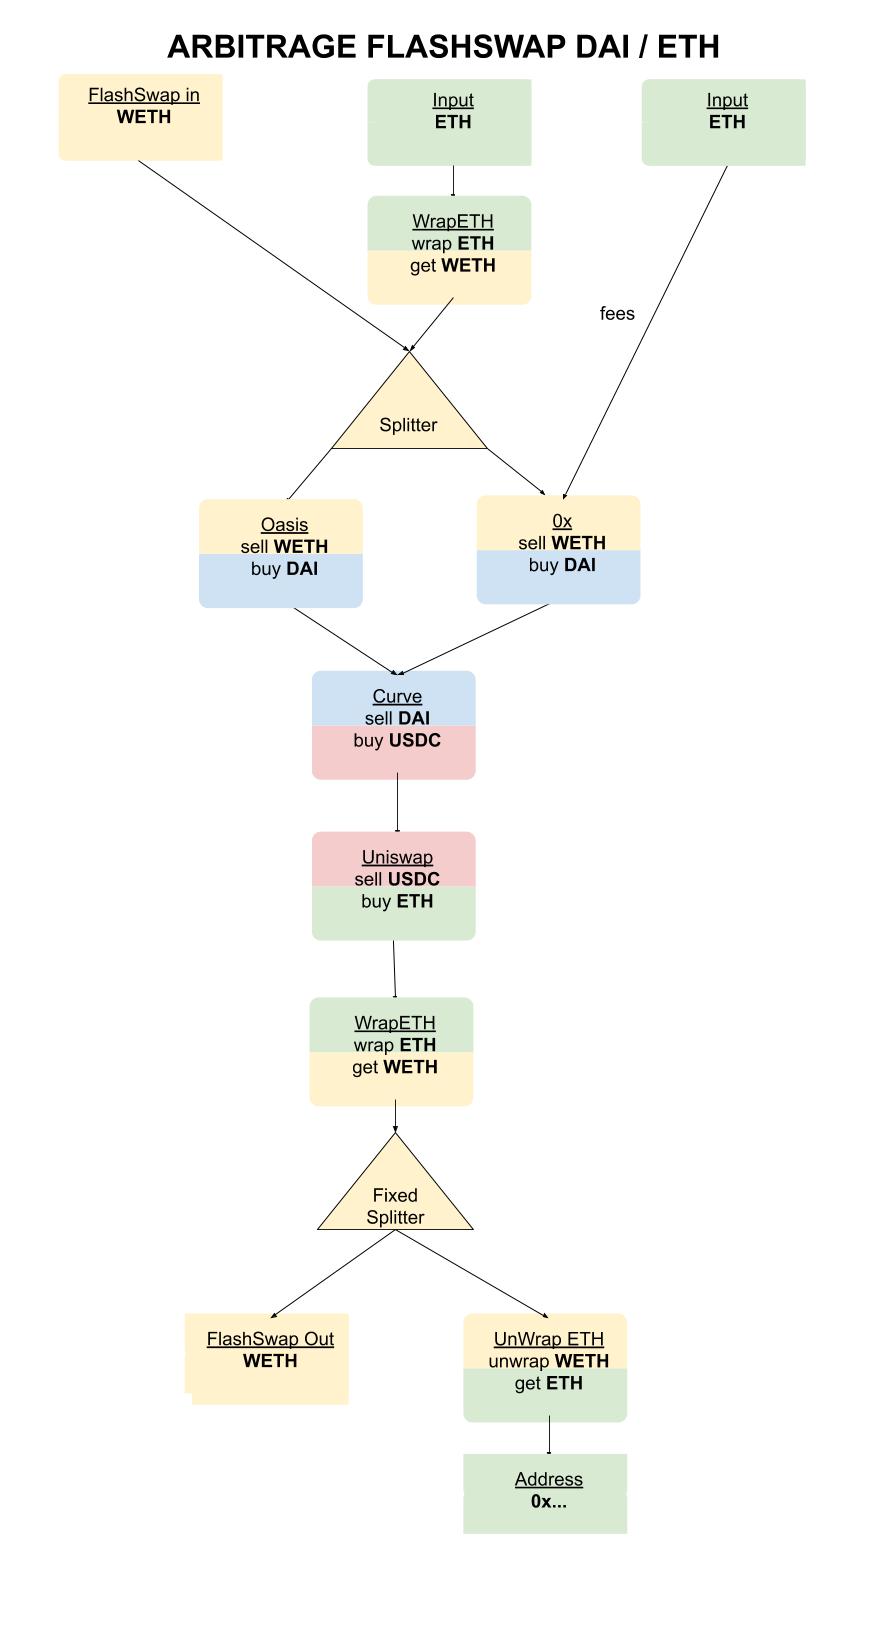 ARBITRAGE FLASHSWAP DAI / ETH
FlashSwap in
WETH
Input
ETH
Input
ETH
WrapETH
wrap ETH
get WETH
fees
Splitter
Oasis
sell WETH
buy DAI
0x
sell WETH
buy DAI
Curve
sell DAI
buy USDC
Uniswap
sell USDC
buy ETH
WrapETH
wrap ETH
get WETH
Fixed
Splitter
FlashSwap Out
WETH
UnWrap ETH
unwrap WETH
get ETH
Address
0x...